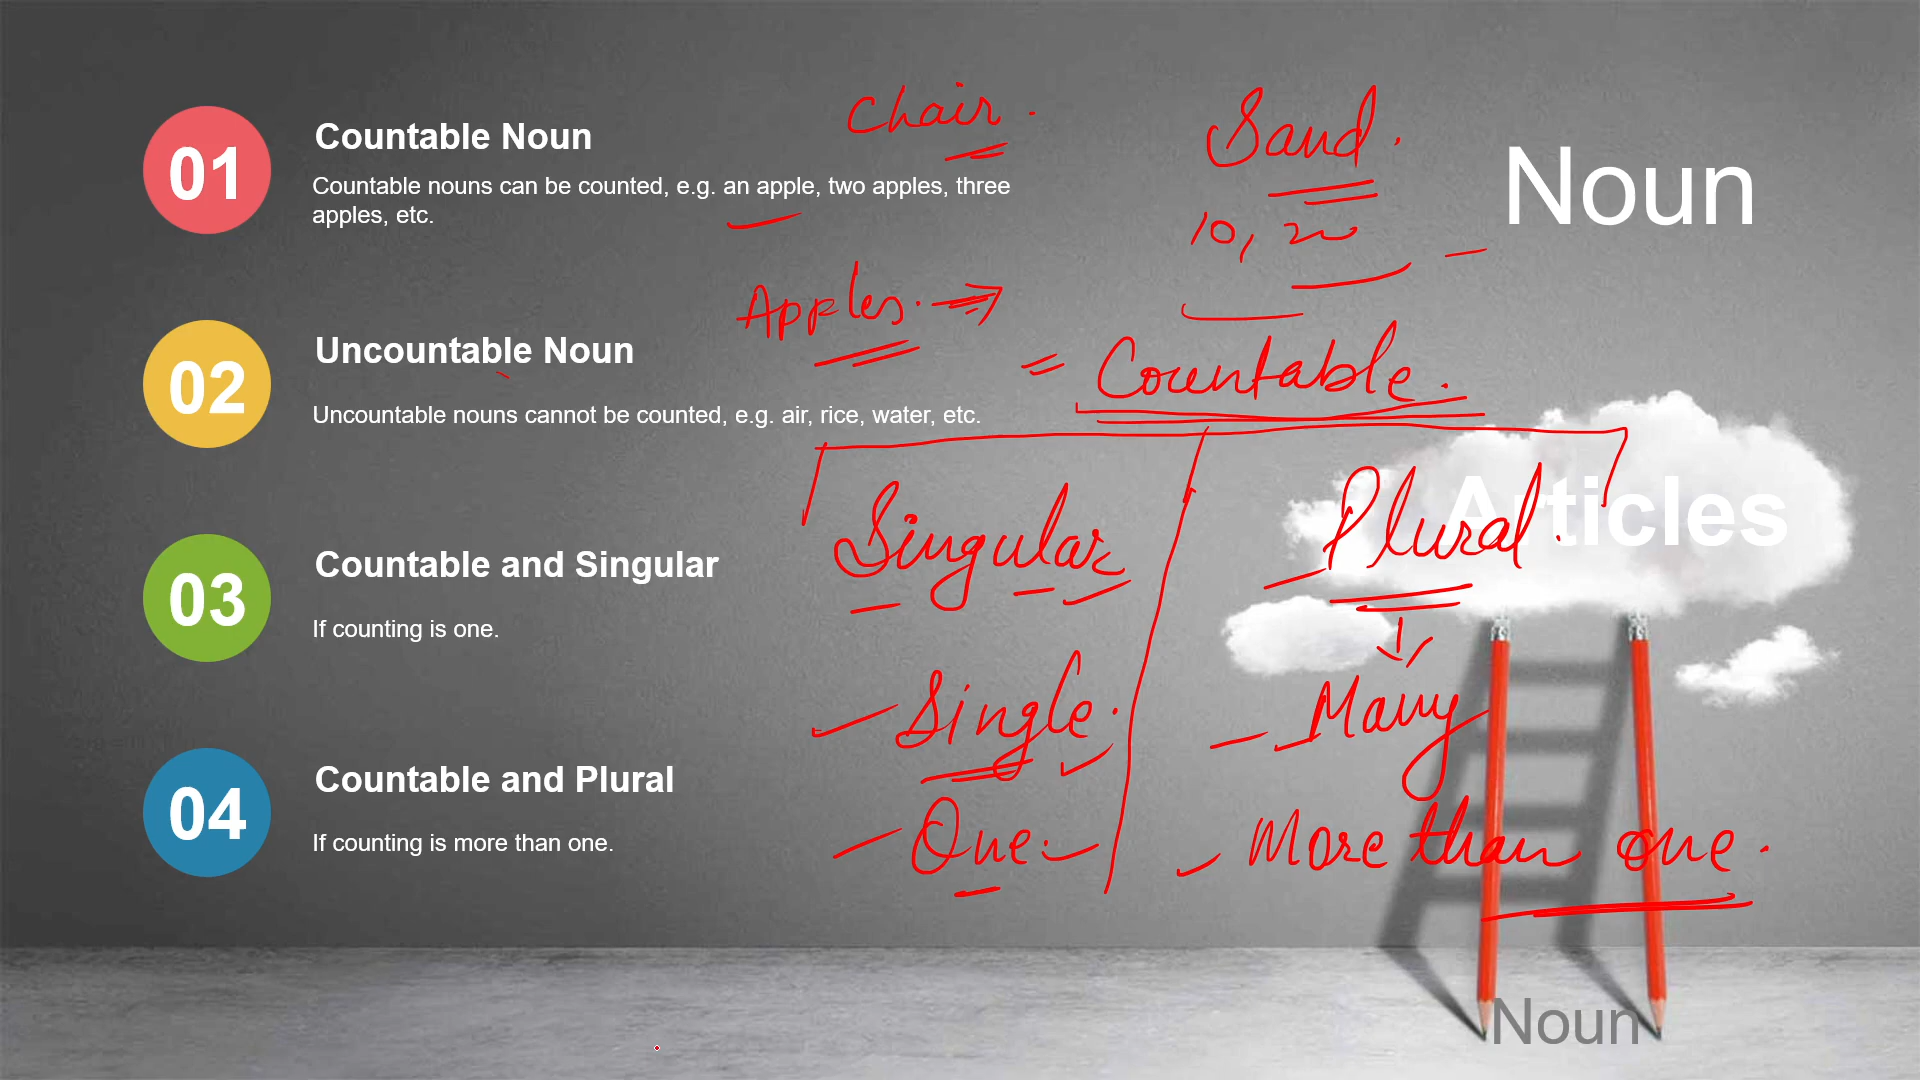 Noun
01
Countable Noun
Countable nouns can be counted, e.g. an apple, two apples, three
apples, etc.
02
Uncountable Noun
Uncountable nouns cannot be counted, e.g. air, rice, water, etc.
03
Countable and Singular
If counting is one.
04
Countable and Plural
If counting is more than one.
Chair.
Sand.
10, 20
Apples.
= Countable.
Singular
Plural.
Single.
Many
One.
More than one.
Articles
Noun